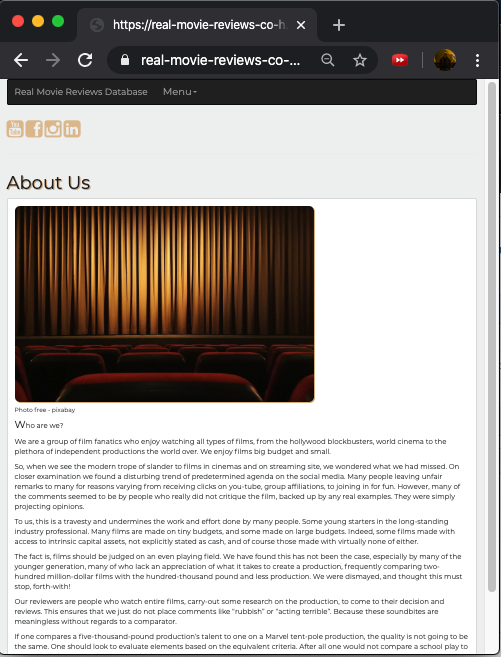 https://real-movie-reviews-co-h
real-movie-reviews-co-...
Real Movie Reviews Database Menu
You
Tube
About Us
Photo free - pixabay
Who are we?
We are a group of film fanatics who enjoy watching all types of films, from the hollywood blockbusters, world cinema to the
plethora of independent productions the world over. We enjoy films big budget and small.
So, when we see the modern trope of slander to films in cinemas and on streaming site, we wondered what we had missed. On
closer examination we found a disturbing trend of predetermined agenda on the social media. Many people leaving unfair
remarks to many for reasons varying from receiving clicks on you-tube, group affiliations, to joining in for fun. However, many of
the comments seemed to be by people who really did not critique the film, backed up by any real examples. They were simply
projecting opinions.
To us, this is a travesty and undermines the work and effort done by many people. Some young starters in the long-standing
industry professional. Many films are made on tiny budgets, and some made on large budgets. Indeed, some films made with
access to intrinsic capital assets, not explicitly stated as cash, and of course those made with virtually none of either.
The fact is, films should be judged on an even playing field. We have found this has not been the case, especially by many of the
younger generation, many of who lack an appreciation of what it takes to create a production, frequently comparing two-
hundred million-dollar films with the hundred-thousand pound and less production. We were dismayed, and thought this must
stop, forth-with!
Our reviewers are people who watch entire films, carry-out some research on the production, to come to their decision and
reviews. This ensures that we just do not place comments like "rubbish" or "acting terrible". Because these soundbites are
meaningless without regards to a comparator.
If one compares a five-thousand-pound production's talent to one on a Marvel tent-pole production, the quality is not going to be
the same. One should look to evaluate elements based on the equivalent criteria. After all one would not compare a school play to